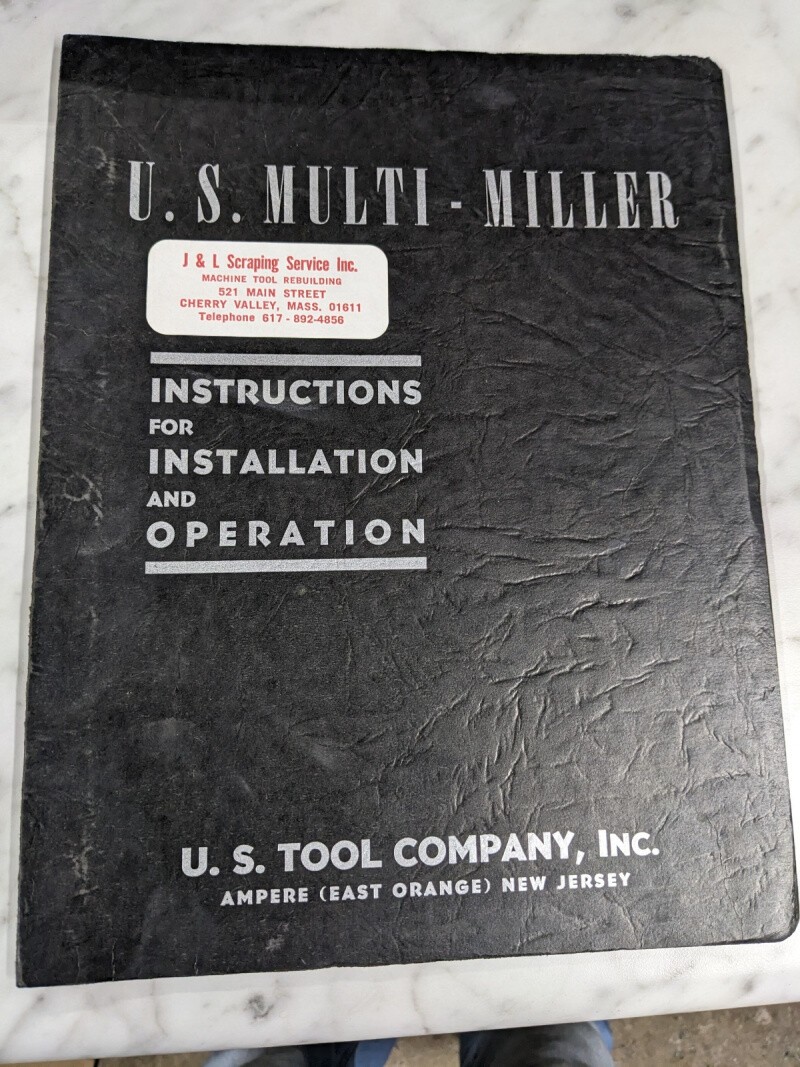 U. S. MULTI - MILLER
J & L Scraping Service Inc.
MACHINE TOOL REBUILDING
521 MAIN STREET
CHERRY VALLEY, MASS. 01611
Telephone 617 - 892-4856
INSTRUCTIONS
FOR
INSTALLATION
AND
OPERATION
U. S. TOOL COMPANY, INC.
AMPERE (EAST ORANGE) NEW JERSEY